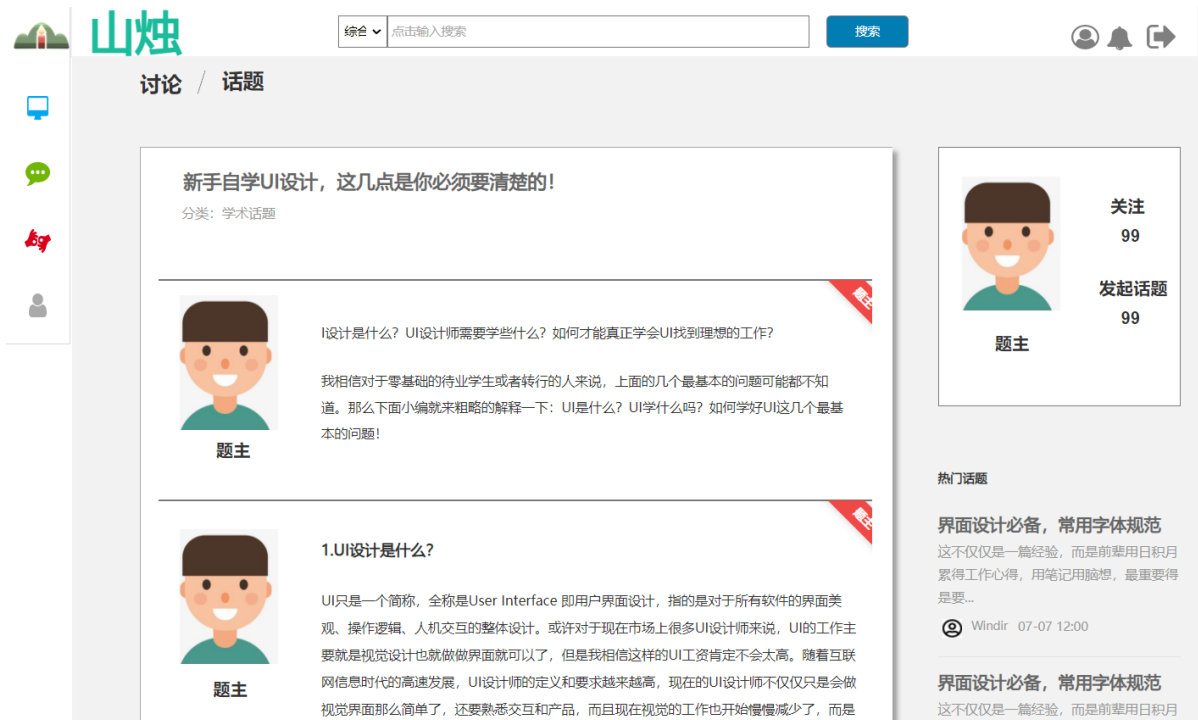 山烛
综合
点击输入搜索
搜索
讨论 / 话题
新手自学UI设计，这几点是你必须要清楚的！
分类：学术话题
题主
I设计是什么？UI设计师需要学些什么？如何才能真正学会UI找到理想的工作？
我相信对于零基础的待业学生或者转行的人来说，上面的几个最基本的问题可能都不知
道。那么下面小编就来粗略的解释一下：UI是什么？UI学什么吗？如何学好UI这几个最基
本的问题！
题主
题主
1.UI设计是什么？
UI只是一个简称，全称是User Interface 即用户界面设计，指的是对于所有软件的界面美
观、操作逻辑、人机交互的整体设计。或许对于现在市场上很多UI设计师来说，UI的工作主
要就是视觉设计也就做做界面就可以了，但是我相信这样的UI工资肯定不会太高。随着互联
网信息时代的高速发展，UI设计师的定义和要求越来越高，现在的UI设计师不仅仅只是会做
视觉界面那么简单了，还要熟悉交互和产品，而且现在视觉的工作也开始慢慢减少了，而是
题主
关注
99
发起话题
99
题主
热门话题
界面设计必备，常用字体规范
这不仅仅是一篇经验，而是前辈用日积月
累得工作心得，用笔记用脑想，最重要得
是要...
Windir 07-07 12:00
界面设计必备，常用字体规范
这不仅仅是一篇经验，而是前辈用日积月